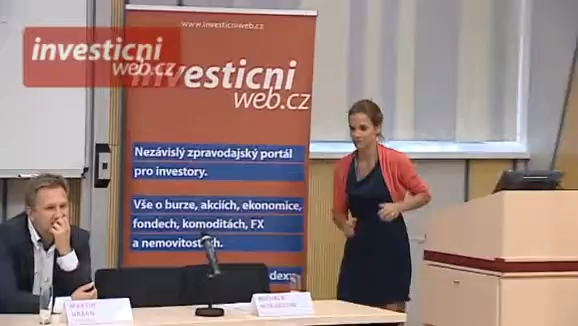 www.investicniweb.cz
investicni
web.cz
investicni
web.cz
Nezávislý zpravodajský portál
pro investory.
Vše o burze, akciích, ekonomice,
fondech, komoditách, FX
a nemovitostech.
MARTIN
URBAN